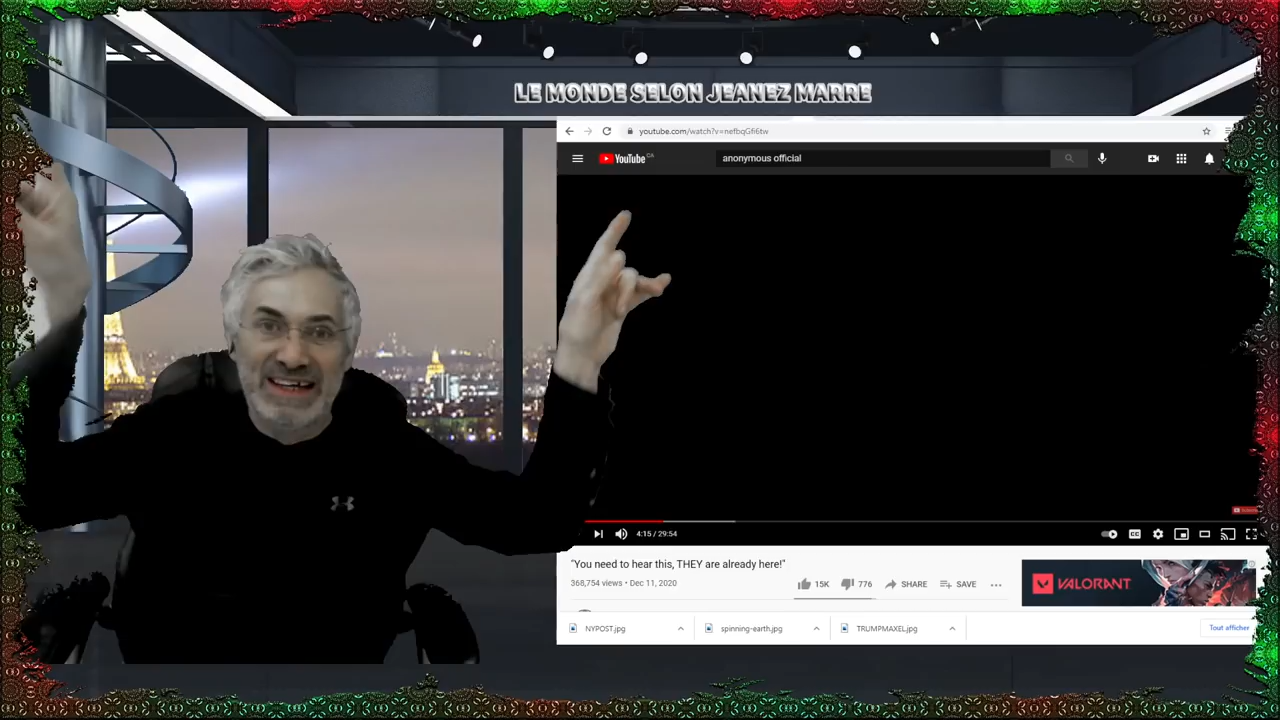 LE MONDE SELON JEANEZ MARRE
youtube.com/watch?v=nefbqGfi6tw
YouTube CA
anonymous official
4:15 / 29:54
"You need to hear this, THEY are already here!"
368,754 views • Dec 11, 2020
15K
776
SHARE
SAVE
VALORANT
NYPOST.jpg
spinning-earth.jpg
TRUMPMAXEL.jpg
Tout afficher